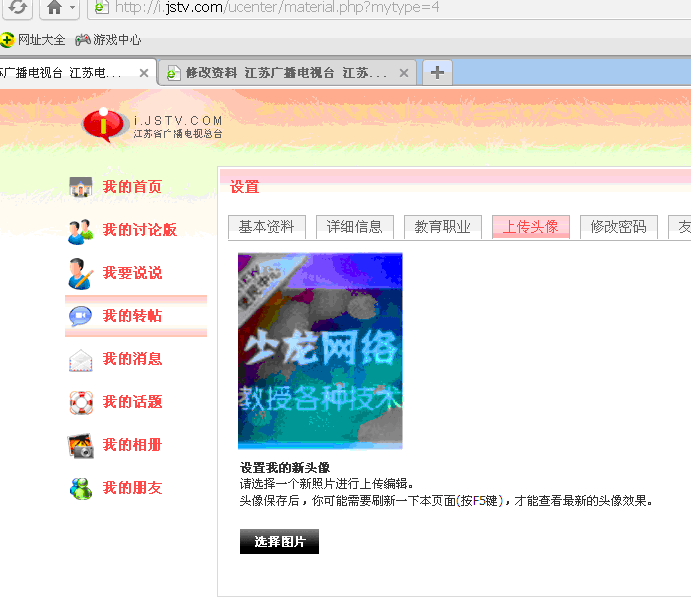 http://i.jstv.com/ucenter/material.php?mytype=4
网址大全 游戏中心
苏广播电视台 江苏电... 修改资料 江苏广播电视台 江苏...
i.JSTV.COM
江苏省广播电视总台
我的首页
我的讨论版
我要说说
我的转帖
我的消息
我的话题
我的相册
我的朋友
设置
基本资料 详细信息 教育职业 上传头像 修改密码 友
少龙网络
教授各种技术
设置我的新头像
请选择一个新照片进行上传编辑。
头像保存后，你可能需要刷新一下本页面(按F5键)，才能查看最新的头像效果。
选择图片